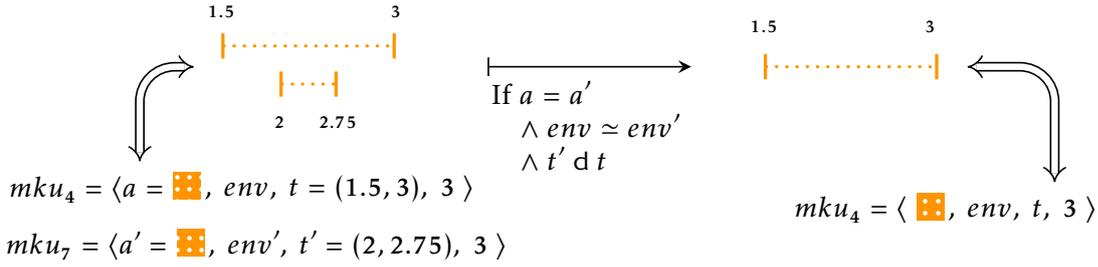 1.5 3
2 2.75
If a = a′
∧ env ≃ env′
∧ t′ d t
1.5 3
mku₄ = ⟨a = , env, t = (1.5, 3), 3 ⟩
mku₇ = ⟨a′ = , env′, t′ = (2, 2.75), 3 ⟩
mku₄ = ⟨ , env, t, 3 ⟩